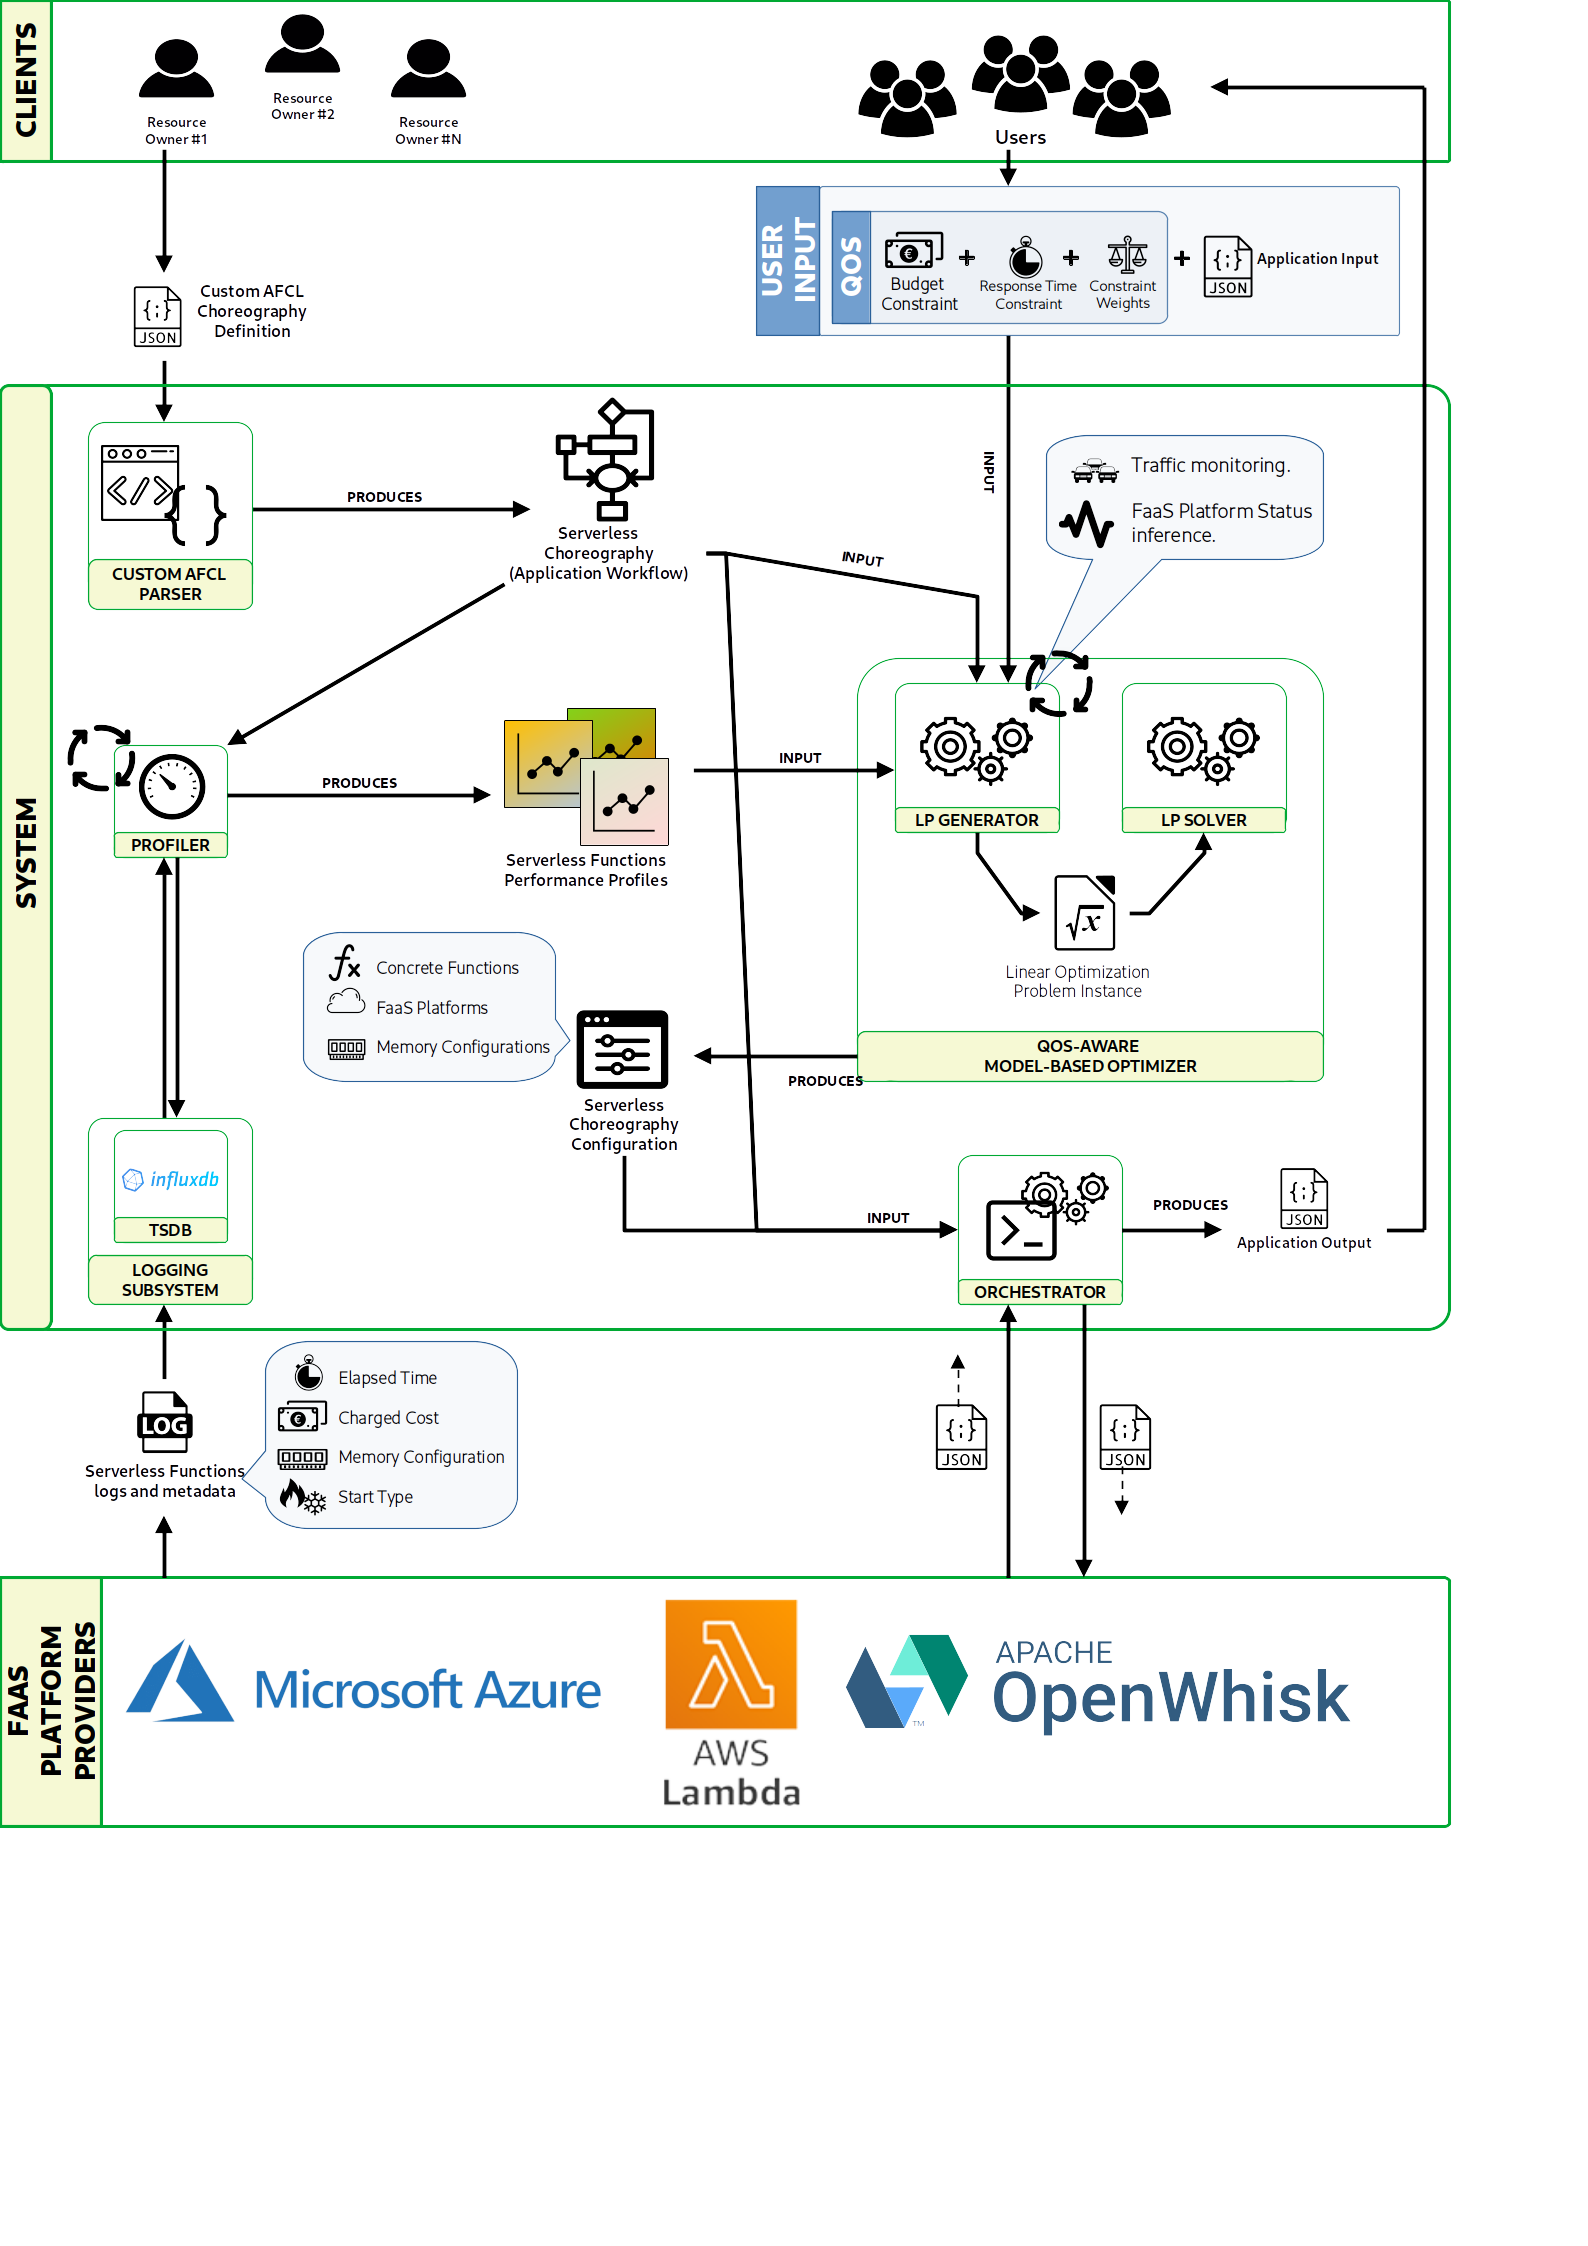 CLIENTS
Resource
Owner #1
Resource
Owner #2
Resource
Owner #N
Users
USER
INPUT
QOS
€
Budget
Constraint
+
Response Time
Constraint
+
Constraint
Weights
+
{;}
JSON
Application Input
{;}
JSON
Custom AFCL
Choreography
Definition
SYSTEM
</>
{ }
CUSTOM AFCL
PARSER
PRODUCES
Serverless
Choreography
(Application Workflow)
INPUT
INPUT
Traffic monitoring.
FaaS Platform Status
inference.
PROFILER
PRODUCES
Serverless Functions
Performance Profiles
INPUT
LP GENERATOR
LP SOLVER
√x
Linear Optimization
Problem Instance
QOS-AWARE
MODEL-BASED OPTIMIZER
PRODUCES
fx
Concrete Functions
FaaS Platforms
Memory Configurations
Serverless
Choreography
Configuration
influxdb
TSDB
LOGGING
SUBSYSTEM
INPUT
>_
ORCHESTRATOR
PRODUCES
{;}
JSON
Application Output
LOG
Serverless Functions
logs and metadata
Elapsed Time
€
Charged Cost
Memory Configuration
Start Type
{;}
JSON
{;}
JSON
FAAS
PLATFORM
PROVIDERS
Microsoft Azure
AWS
Lambda
APACHE
OpenWhisk
TM